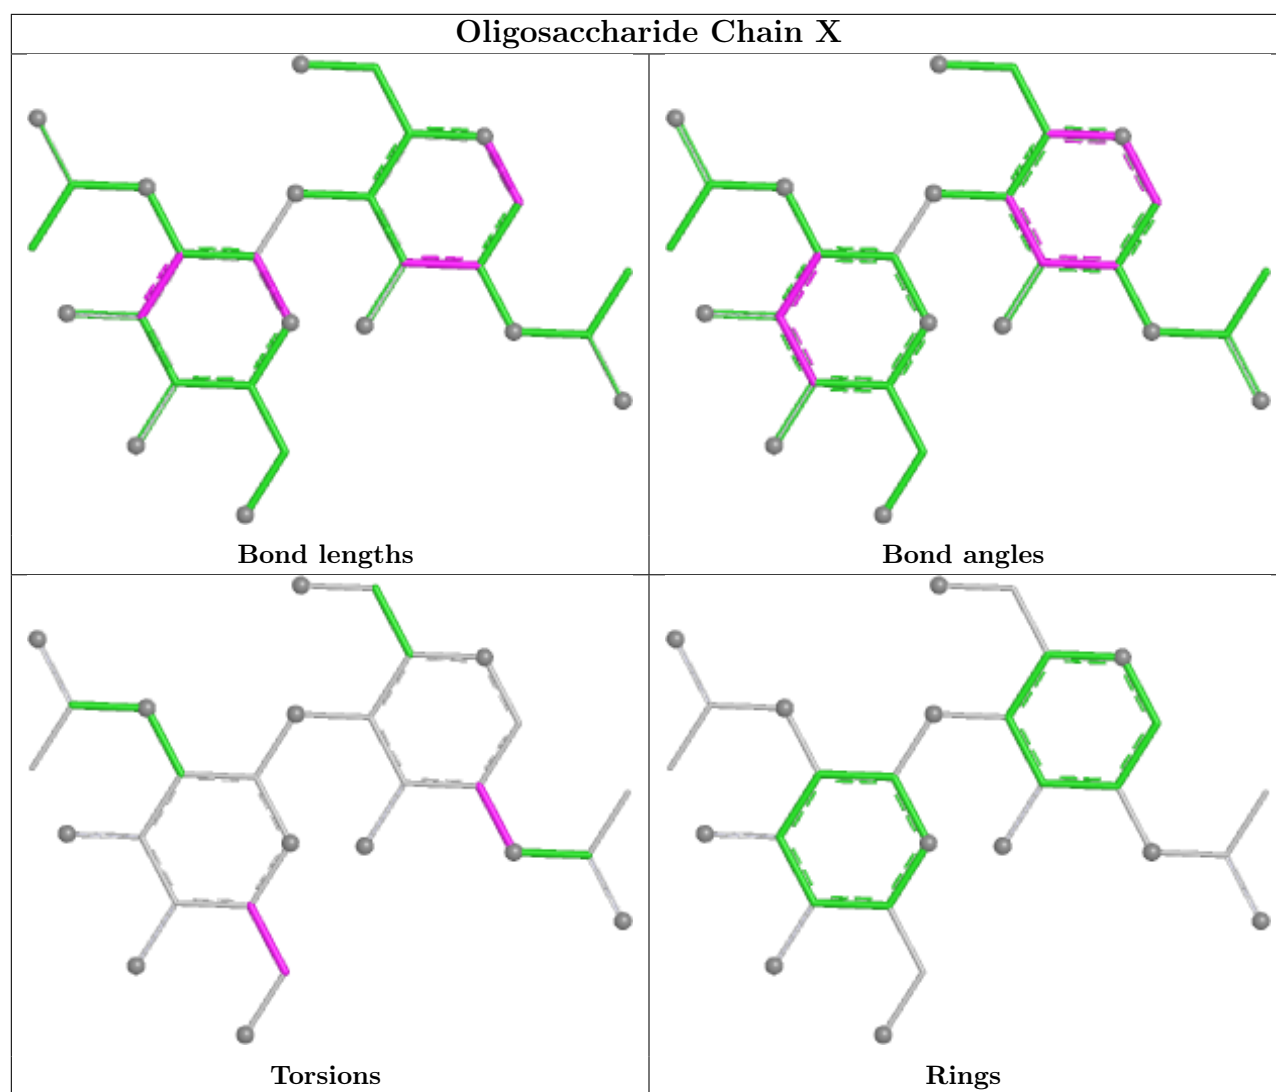 Oligosaccharide Chain X
Bond lengths
Bond angles
Torsions
Rings